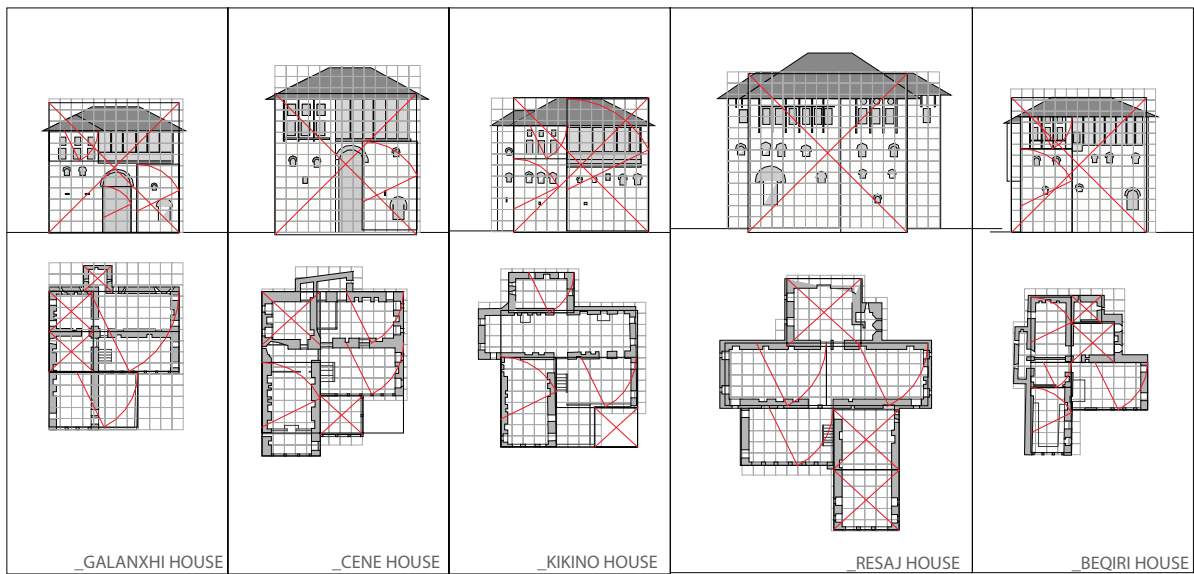 _GALANXHI HOUSE
_CENE HOUSE
_KIKINO HOUSE
_RESAJ HOUSE
_BEQIRI HOUSE